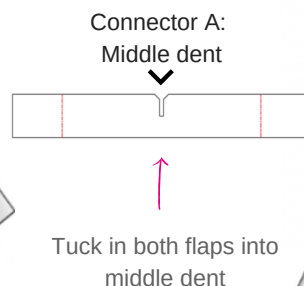 Connector A:
Middle dent
Tuck in both flaps into
middle dent